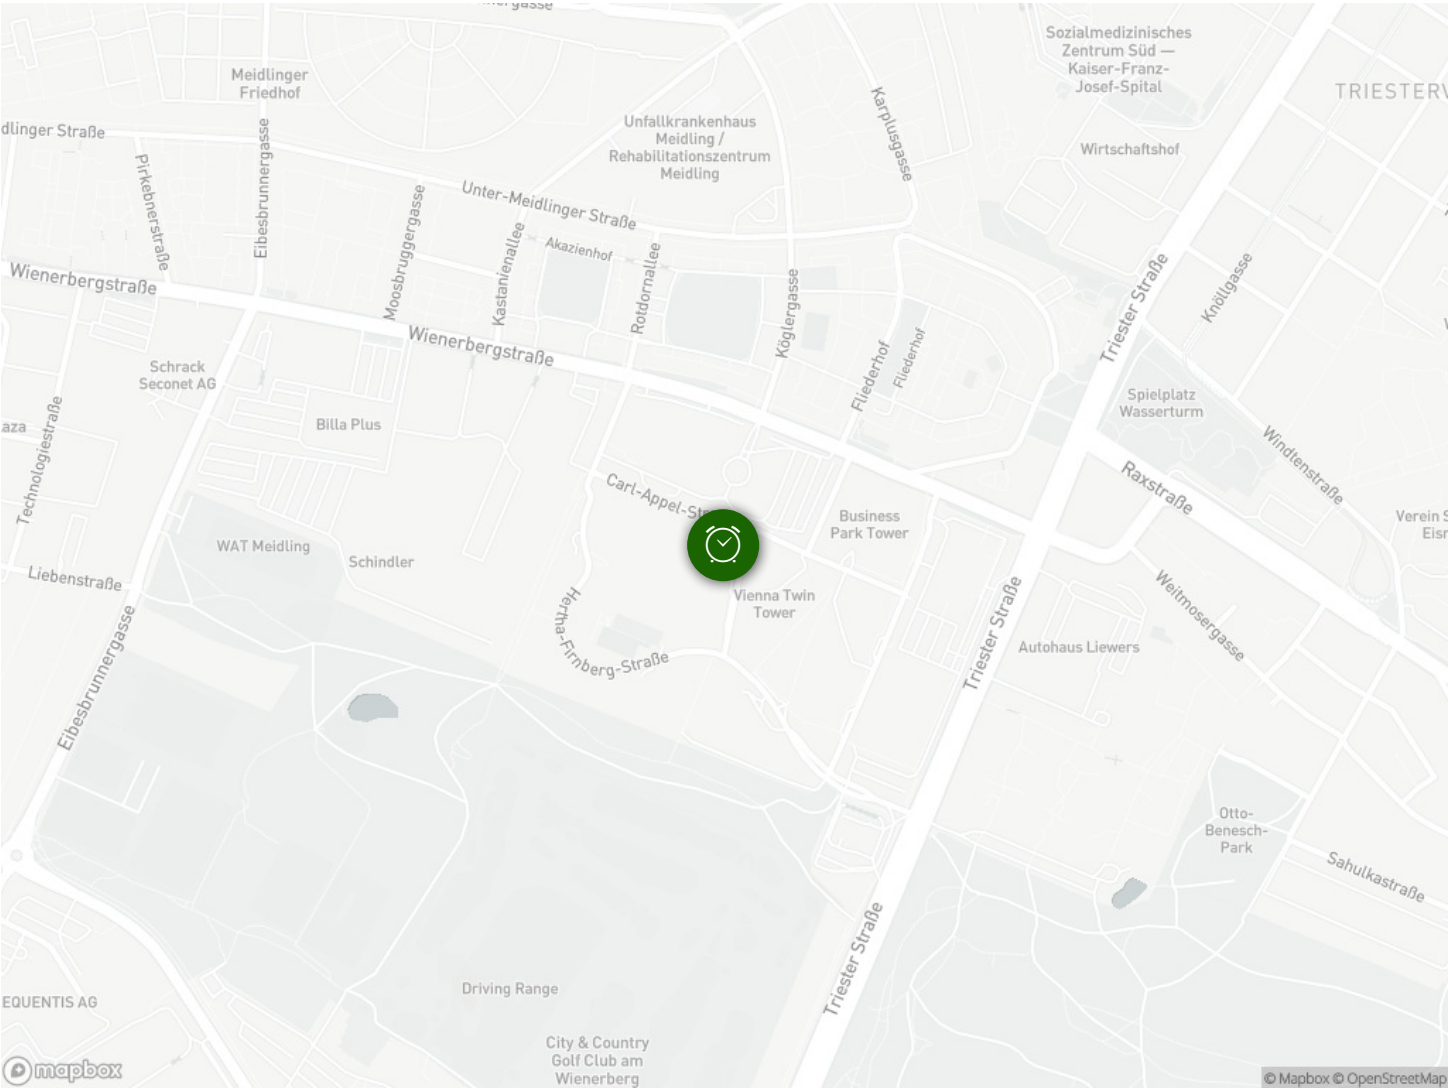 Sozialmedizinisches
Zentrum Süd —
Kaiser-Franz-
Josef-Spital
Meidlinger
Friedhof
TRIESTERV
Karplusgasse
Unfallkrankenhaus
Meidling /
Rehabilitationszentrum
Meidling
dlinger Straße
Wirtschaftshof
Pirkebnerstraße
Eibesbrunnergasse
Moosbruggergasse
Unter-Meidlinger Straße
Kastanienallee
Akazienhof
Rotdornallee
Köglergasse
Knöllgasse
Triester Straße
Wienerbergstraße
Wienerbergstraße
Fliederhof
Fliederhof
Schrack
Seconet AG
Billa Plus
Spielplatz
Wasserturm
aza
Technologiestraße
Windtenstraße
Raxstraße
Carl-Appel-Str
Business
Park Tower
Verein S
Eisr
WAT Meidling
Schindler
Liebenstraße
Vienna Twin
Tower
Hertha-Firnberg-Straße
Weitmosergasse
Triester Straße
Autohaus Liewers
Eibesbrunnergasse
Otto-
Benesch-
Park
Sahulkastraße
Triester Straße
Driving Range
EQUENTIS AG
City & Country
Golf Club am
Wienerberg
mapbox
© Mapbox © OpenStreetMap